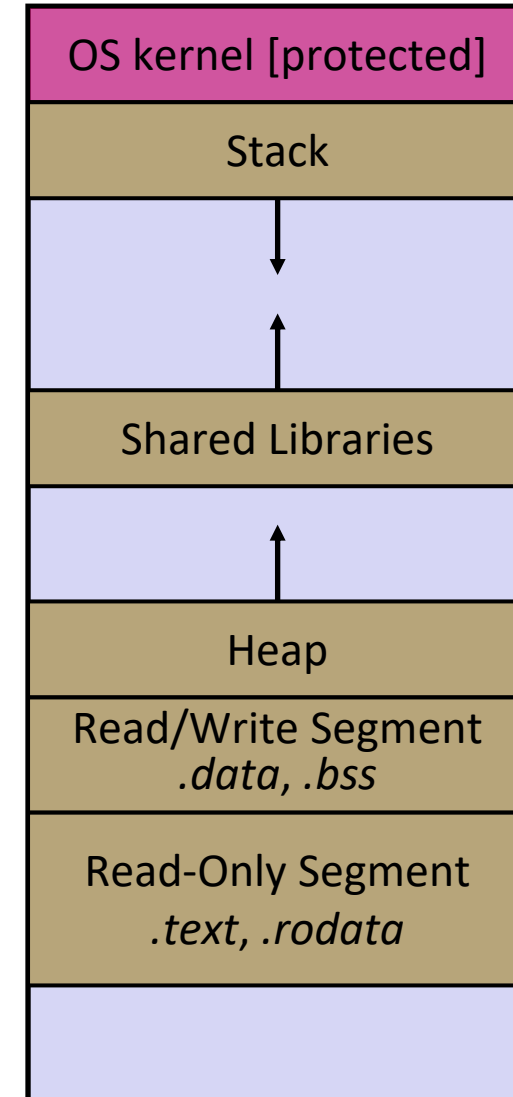 OS kernel [protected]
Stack
Shared Libraries
Heap
Read/Write Segment
.data, .bss
Read-Only Segment
.text, .rodata